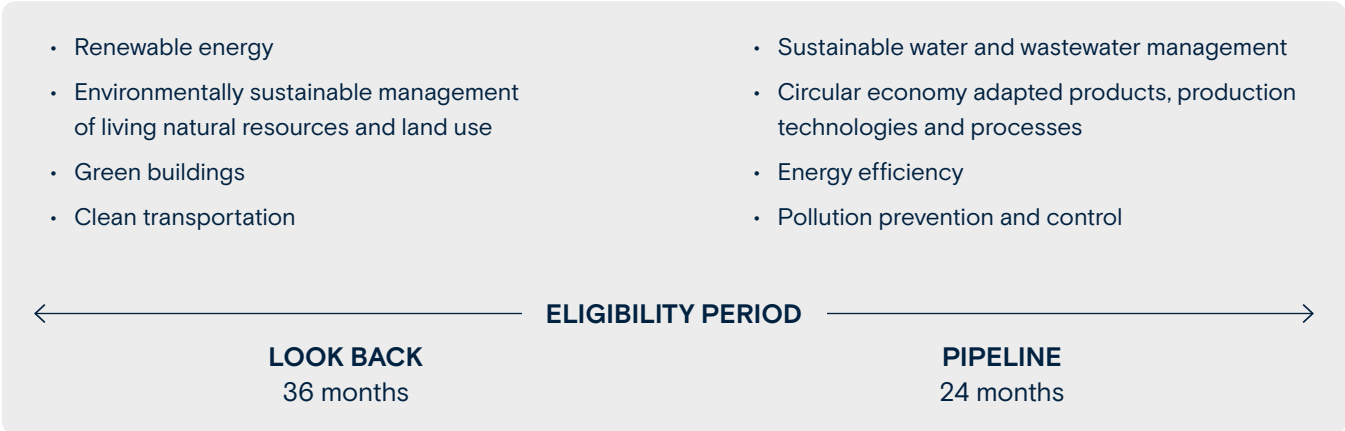 • Renewable energy
• Environmentally sustainable management
of living natural resources and land use
• Green buildings
• Clean transportation
• Sustainable water and wastewater management
• Circular economy adapted products, production
technologies and processes
• Energy efficiency
• Pollution prevention and control
ELIGIBILITY PERIOD
LOOK BACK
36 months
PIPELINE
24 months